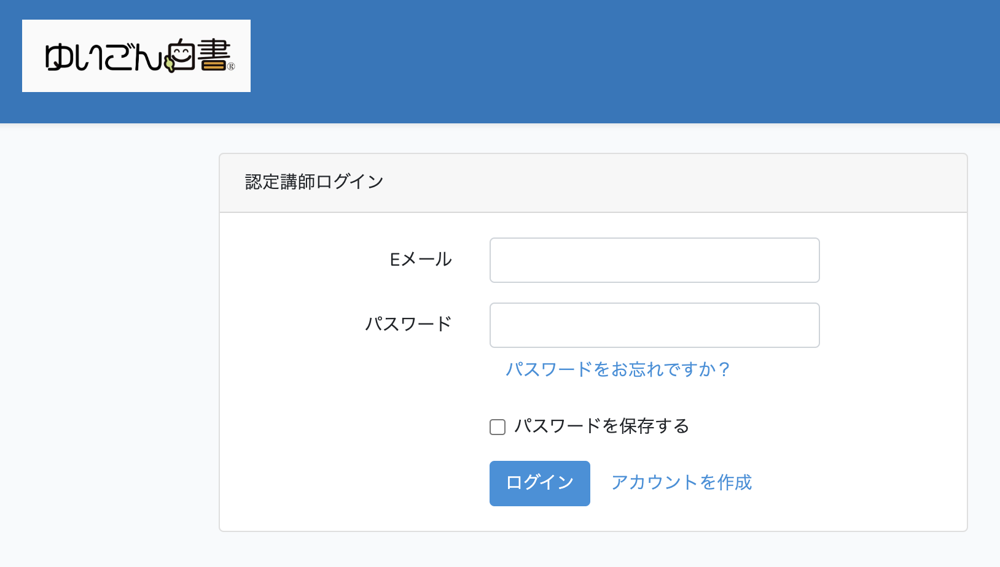 ゆいごん白書®
認定講師ログイン
Eメール
パスワード
パスワードをお忘れですか？
パスワードを保存する
ログイン アカウントを作成